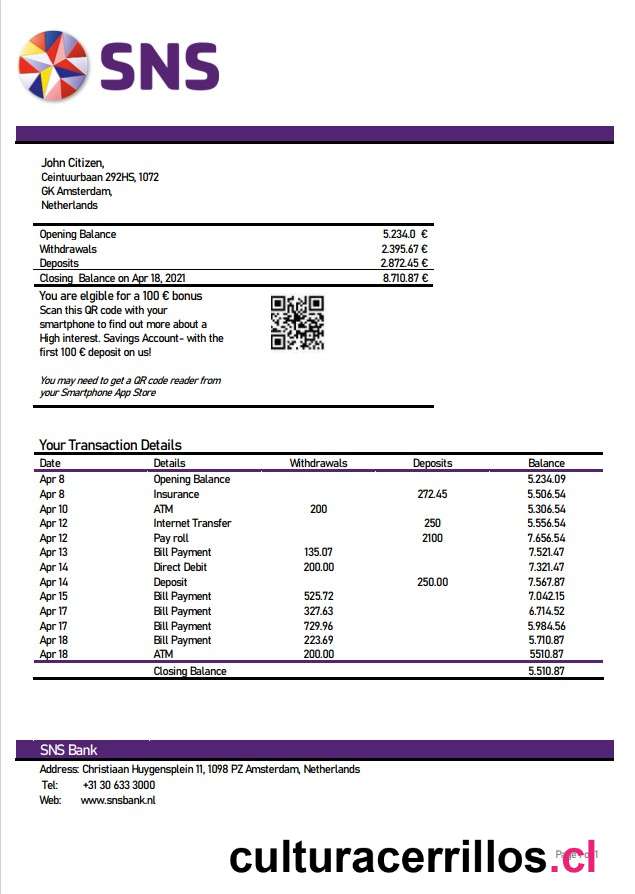 SNS
John Citizen,
Ceintuurbaan 292HS, 1072
GK Amsterdam,
Netherlands
Opening Balance 5.234.0 €
Withdrawals 2.395.67 €
Deposits 2.872.45 €
Closing Balance on Apr 18, 2021 8.710.87 €
You are elgible for a 100 € bonus
Scan this QR code with your
smartphone to find out more about a
High interest. Savings Account- with the
first 100 € deposit on us!
You may need to get a QR code reader from
your Smartphone App Store
Your Transaction Details
Date Details Withdrawals Deposits Balance
Apr 8 Opening Balance 5.234.09
Apr 8 Insurance 272.45 5.506.54
Apr 10 ATM 200 5.306.54
Apr 12 Internet Transfer 250 5.556.54
Apr 12 Pay roll 2100 7.656.54
Apr 13 Bill Payment 135.07 7.521.47
Apr 14 Direct Debit 200.00 7.321.47
Apr 14 Deposit 250.00 7.567.87
Apr 15 Bill Payment 525.72 7.042.15
Apr 17 Bill Payment 327.63 6.714.52
Apr 17 Bill Payment 729.96 5.984.56
Apr 18 Bill Payment 223.69 5.710.87
Apr 18 ATM 200.00 5510.87
Closing Balance 5.510.87
SNS Bank
Address: Christiaan Huygensplein 11, 1098 PZ Amsterdam, Netherlands
Tel: +31 30 633 3000
Web: www.snsbank.nl
culturacerrillos.cl